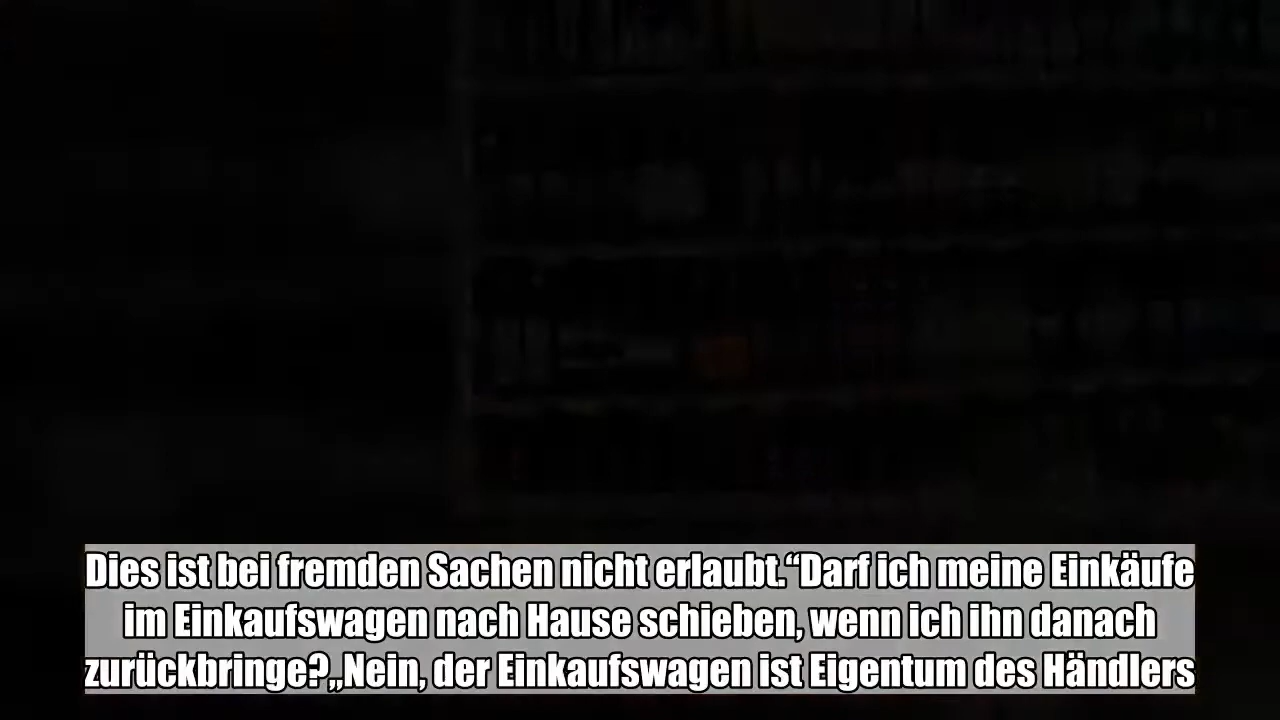 Dies ist bei fremden Sachen nicht erlaubt.“Darf ich meine Einkäufe
im Einkaufswagen nach Hause schieben, wenn ich ihn danach
zurückbringe?„Nein, der Einkaufswagen ist Eigentum des Händlers